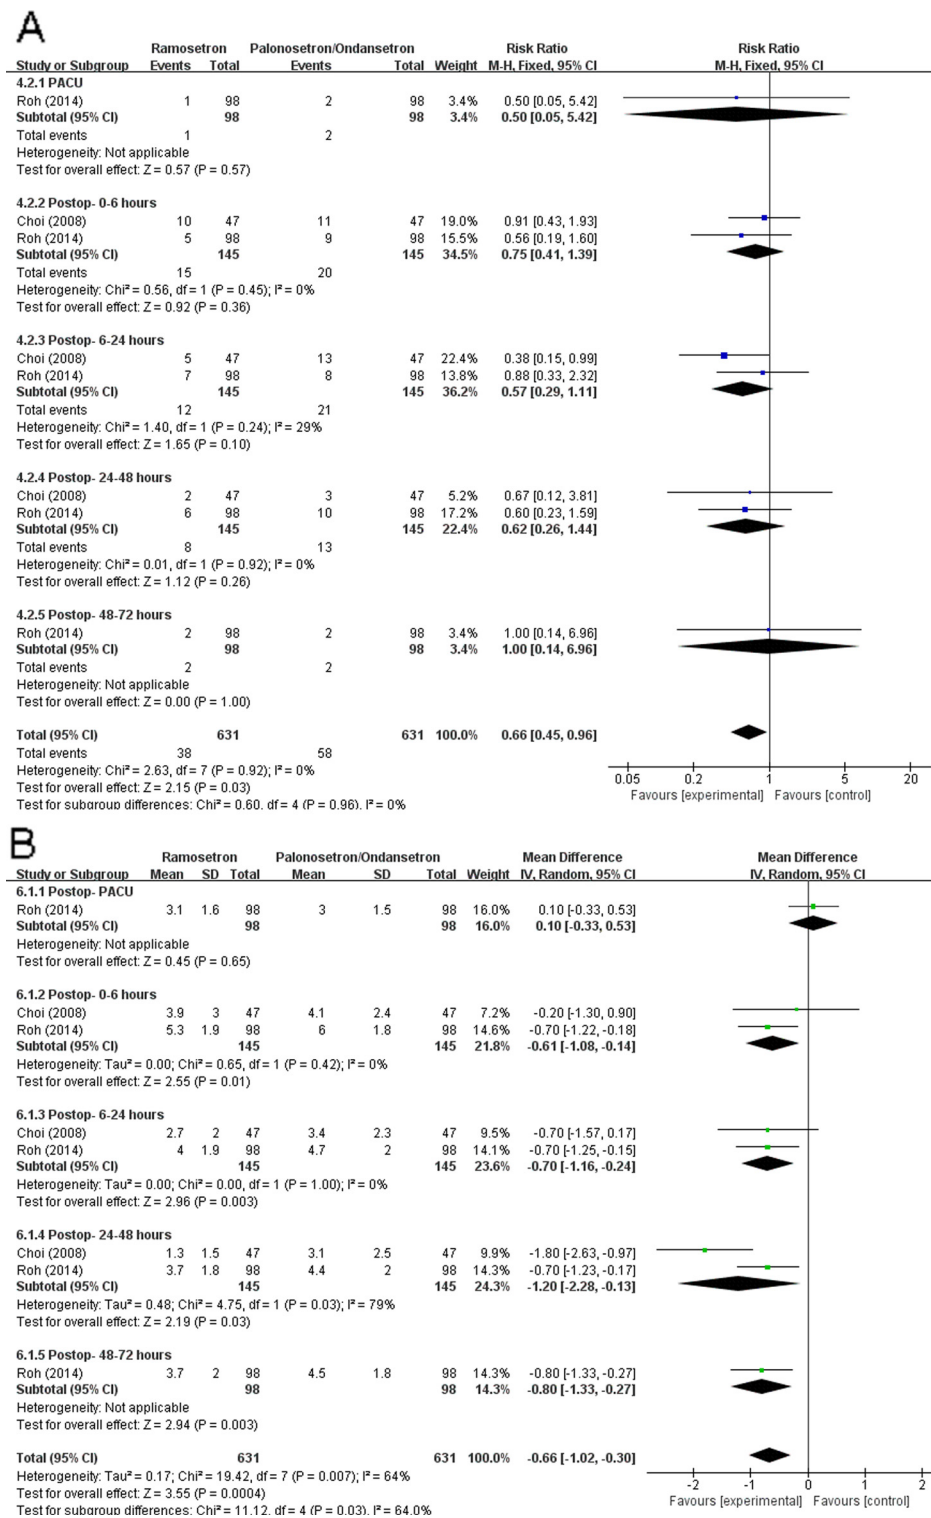 A
Ramosetron Palonosetron/Ondansetron Risk Ratio Risk Ratio
Study or Subgroup Events Total Events Total Weight M-H, Fixed, 95% CI M-H, Fixed, 95% CI
4.2.1 PACU
Roh (2014) 1 98 2 98 3.4% 0.50 [0.05, 5.42]
Subtotal (95% CI) 98 98 3.4% 0.50 [0.05, 5.42]
Total events 1 2
Heterogeneity: Not applicable
Test for overall effect: Z = 0.57 (P = 0.57)
4.2.2 Postop- 0-6 hours
Choi (2008) 10 47 11 47 19.0% 0.91 [0.43, 1.93]
Roh (2014) 5 98 9 98 15.5% 0.56 [0.19, 1.60]
Subtotal (95% CI) 145 145 34.5% 0.75 [0.41, 1.39]
Total events 15 20
Heterogeneity: Chi² = 0.56, df = 1 (P = 0.45); I² = 0%
Test for overall effect: Z = 0.92 (P = 0.36)
4.2.3 Postop- 6-24 hours
Choi (2008) 5 47 13 47 22.4% 0.38 [0.15, 0.99]
Roh (2014) 7 98 8 98 13.8% 0.88 [0.33, 2.32]
Subtotal (95% CI) 145 145 36.2% 0.57 [0.29, 1.11]
Total events 12 21
Heterogeneity: Chi² = 1.40, df = 1 (P = 0.24); I² = 29%
Test for overall effect: Z = 1.65 (P = 0.10)
4.2.4 Postop- 24-48 hours
Choi (2008) 2 47 3 47 5.2% 0.67 [0.12, 3.81]
Roh (2014) 6 98 10 98 17.2% 0.60 [0.23, 1.59]
Subtotal (95% CI) 145 145 22.4% 0.62 [0.26, 1.44]
Total events 8 13
Heterogeneity: Chi² = 0.01, df = 1 (P = 0.92); I² = 0%
Test for overall effect: Z = 1.12 (P = 0.26)
4.2.5 Postop- 48-72 hours
Roh (2014) 2 98 2 98 3.4% 1.00 [0.14, 6.96]
Subtotal (95% CI) 98 98 3.4% 1.00 [0.14, 6.96]
Total events 2 2
Heterogeneity: Not applicable
Test for overall effect: Z = 0.00 (P = 1.00)
Total (95% CI) 631 631 100.0% 0.66 [0.45, 0.96]
Total events 38 58
Heterogeneity: Chi² = 2.63, df = 7 (P = 0.92); I² = 0%
Test for overall effect: Z = 2.15 (P = 0.03)
Test for subgroup differences: Chi² = 0.60, df = 4 (P = 0.96), I² = 0%
0.05 0.2 1 5 20
Favours [experimental] Favours [control]
B
Ramosetron Palonosetron/Ondansetron Mean Difference Mean Difference
Study or Subgroup Mean SD Total Mean SD Total Weight IV, Random, 95% CI IV, Random, 95% CI
6.1.1 Postop- PACU
Roh (2014) 3.1 1.6 98 3 1.5 98 16.0% 0.10 [-0.33, 0.53]
Subtotal (95% CI) 98 98 16.0% 0.10 [-0.33, 0.53]
Heterogeneity: Not applicable
Test for overall effect: Z = 0.45 (P = 0.65)
6.1.2 Postop- 0-6 hours
Choi (2008) 3.9 3 47 4.1 2.4 47 7.2% -0.20 [-1.30, 0.90]
Roh (2014) 5.3 1.9 98 6 1.8 98 14.6% -0.70 [-1.22, -0.18]
Subtotal (95% CI) 145 145 21.8% -0.61 [-1.08, -0.14]
Heterogeneity: Tau² = 0.00; Chi² = 0.65, df = 1 (P = 0.42); I² = 0%
Test for overall effect: Z = 2.55 (P = 0.01)
6.1.3 Postop- 6-24 hours
Choi (2008) 2.7 2 47 3.4 2.3 47 9.5% -0.70 [-1.57, 0.17]
Roh (2014) 4 1.9 98 4.7 2 98 14.1% -0.70 [-1.25, -0.15]
Subtotal (95% CI) 145 145 23.6% -0.70 [-1.16, -0.24]
Heterogeneity: Tau² = 0.00; Chi² = 0.00, df = 1 (P = 1.00); I² = 0%
Test for overall effect: Z = 2.96 (P = 0.003)
6.1.4 Postop- 24-48 hours
Choi (2008) 1.3 1.5 47 3.1 2.5 47 9.9% -1.80 [-2.63, -0.97]
Roh (2014) 3.7 1.8 98 4.4 2 98 14.3% -0.70 [-1.23, -0.17]
Subtotal (95% CI) 145 145 24.3% -1.20 [-2.28, -0.13]
Heterogeneity: Tau² = 0.48; Chi² = 4.75, df = 1 (P = 0.03); I² = 79%
Test for overall effect: Z = 2.19 (P = 0.03)
6.1.5 Postop- 48-72 hours
Roh (2014) 3.7 2 98 4.5 1.8 98 14.3% -0.80 [-1.33, -0.27]
Subtotal (95% CI) 98 98 14.3% -0.80 [-1.33, -0.27]
Heterogeneity: Not applicable
Test for overall effect: Z = 2.94 (P = 0.003)
Total (95% CI) 631 631 100.0% -0.66 [-1.02, -0.30]
Heterogeneity: Tau² = 0.17; Chi² = 19.42, df = 7 (P = 0.007); I² = 64%
Test for overall effect: Z = 3.55 (P = 0.0004)
Test for subgroup differences: Chi² = 11.12, df = 4 (P = 0.03), I² = 64.0%
-2 -1 0 1 2
Favours [experimental] Favours [control]